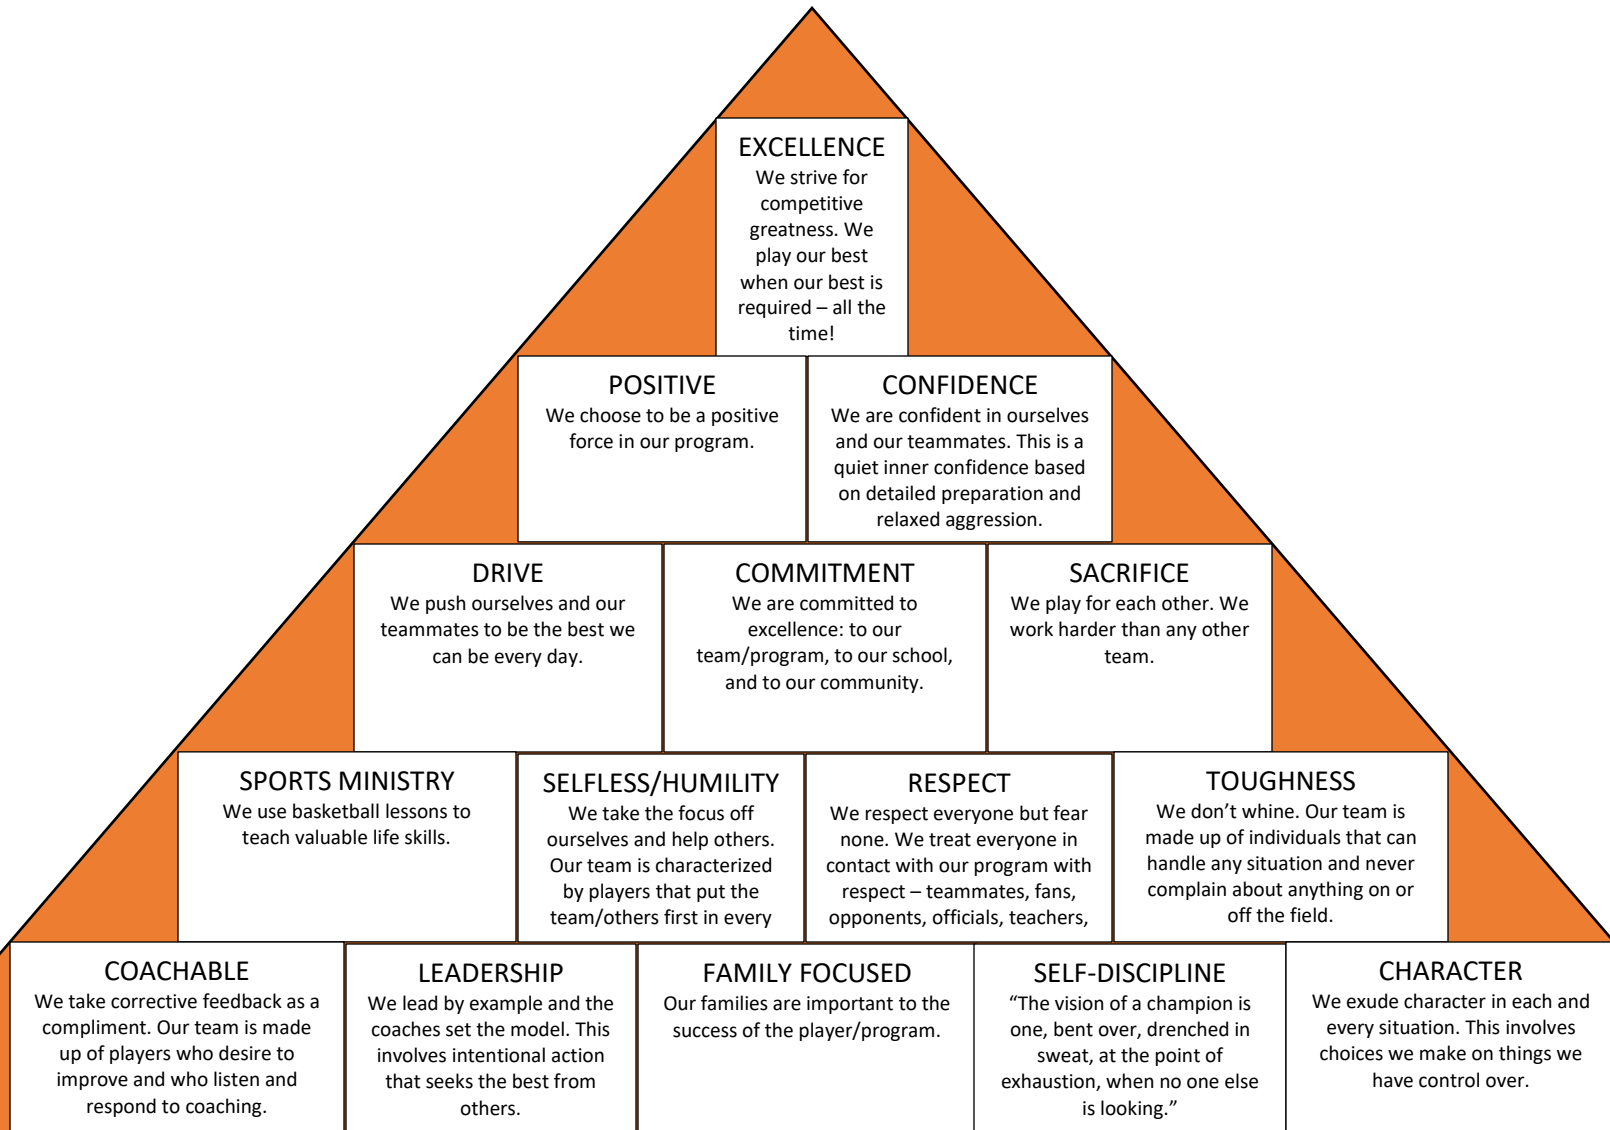 EXCELLENCE
We strive for
competitive
greatness. We
play our best
when our best is
required – all the
time!
POSITIVE
We choose to be a positive
force in our program.
CONFIDENCE
We are confident in ourselves
and our teammates. This is a
quiet inner confidence based
on detailed preparation and
relaxed aggression.
DRIVE
We push ourselves and our
teammates to be the best we
can be every day.
COMMITMENT
We are committed to
excellence: to our
team/program, to our school,
and to our community.
SACRIFICE
We play for each other. We
work harder than any other
team.
SPORTS MINISTRY
We use basketball lessons to
teach valuable life skills.
SELFLESS/HUMILITY
We take the focus off
ourselves and help others.
Our team is characterized
by players that put the
team/others first in every
RESPECT
We respect everyone but fear
none. We treat everyone in
contact with our program with
respect – teammates, fans,
opponents, officials, teachers,
TOUGHNESS
We don’t whine. Our team is
made up of individuals that can
handle any situation and never
complain about anything on or
off the field.
COACHABLE
We take corrective feedback as a
compliment. Our team is made
up of players who desire to
improve and who listen and
respond to coaching.
LEADERSHIP
We lead by example and the
coaches set the model. This
involves intentional action
that seeks the best from
others.
FAMILY FOCUSED
Our families are important to the
success of the player/program.
SELF-DISCIPLINE
“The vision of a champion is
one, bent over, drenched in
sweat, at the point of
exhaustion, when no one else
is looking.”
CHARACTER
We exude character in each and
every situation. This involves
choices we make on things we
have control over.